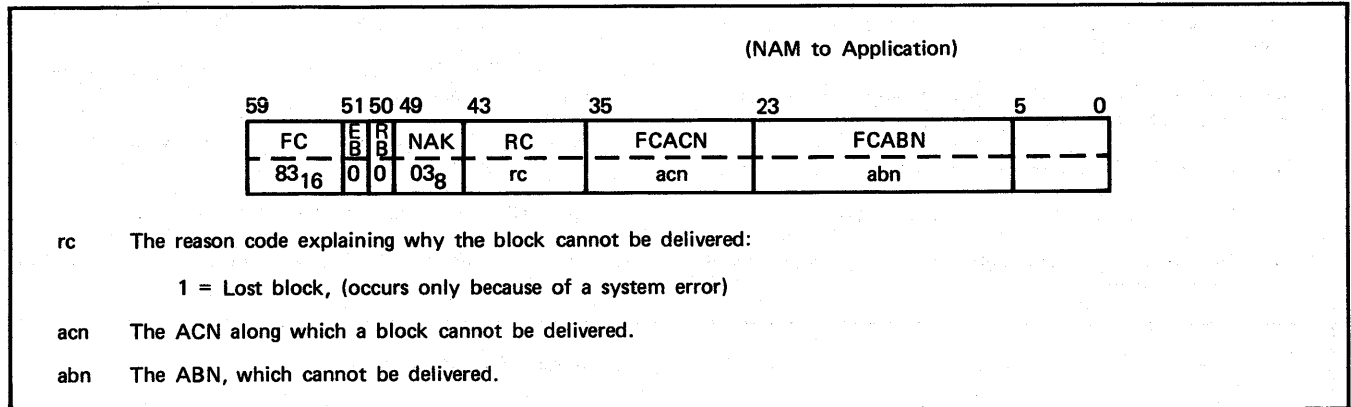 (NAM to Application)
59 51 50 49 43 35 23 5 0
FC EB RB NAK RC FCACN FCABN
83₁₆ 0 0 03₈ rc acn abn
rc The reason code explaining why the block cannot be delivered:
1 = Lost block, (occurs only because of a system error)
acn The ACN along which a block cannot be delivered.
abn The ABN, which cannot be delivered.